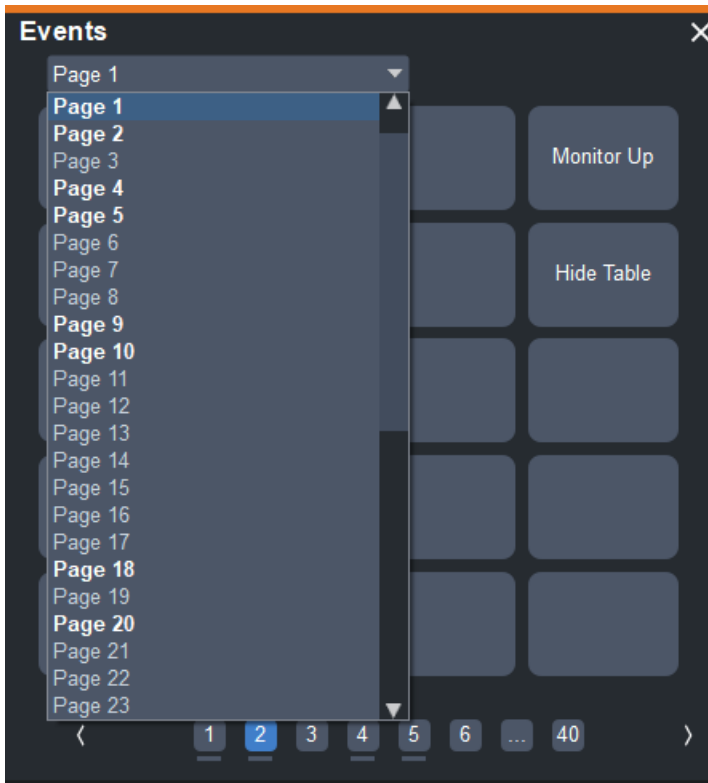 Events
Page 1
Page 1
Page 2
Page 3
Page 4
Page 5
Page 6
Page 7
Page 8
Page 9
Page 10
Page 11
Page 12
Page 13
Page 14
Page 15
Page 16
Page 17
Page 18
Page 19
Page 20
Page 21
Page 22
Page 23
Monitor Up
Hide Table
1 2 3 4 5 6 ... 40